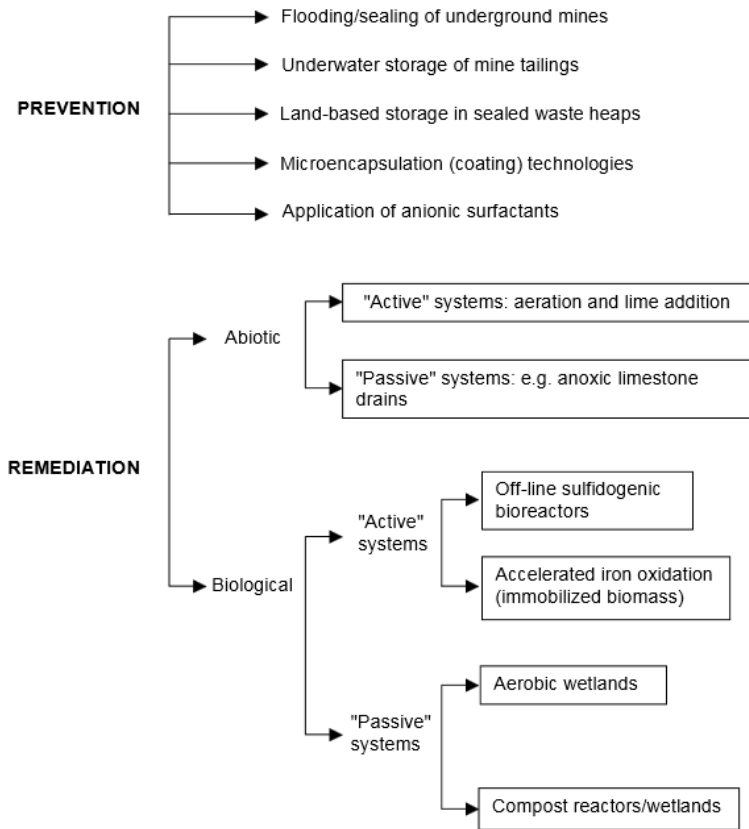 Flooding/sealing of underground mines
Underwater storage of mine tailings
PREVENTION
Land-based storage in sealed waste heaps
Microencapsulation (coating) technologies
Application of anionic surfactants
"Active" systems: aeration and lime addition
Abiotic
"Passive" systems: e.g. anoxic limestone
drains
REMEDIATION
Off-line sulfidogenic
bioreactors
"Active"
systems
Accelerated iron oxidation
(immobilized biomass)
Biological
Aerobic wetlands
"Passive"
systems
Compost reactors/wetlands